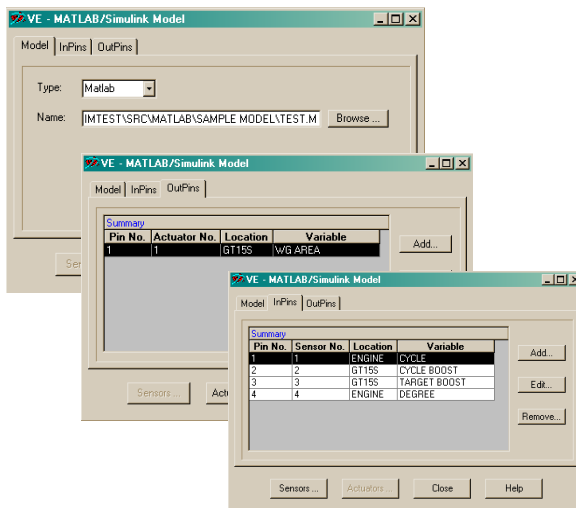 VE - MATLAB/Simulink Model
Model InPins OutPins
Type: Matlab
Name: IMTEST\SRC\MATLAB\SAMPLE MODEL\TEST.M Browse ...
VE - MATLAB/Simulink Model
Model InPins OutPins
Summary
Pin No. Actuator No. Location Variable
1 1 GT15S WG AREA
Add...
Sensors ...
VE - MATLAB/Simulink Model
Model InPins OutPins
Summary
Pin No. Sensor No. Location Variable
1 1 ENGINE CYCLE
2 2 GT15S CYCLE BOOST
3 3 GT15S TARGET BOOST
4 4 ENGINE DEGREE
Add...
Edit...
Remove...
Sensors ... Actuators ... Close Help